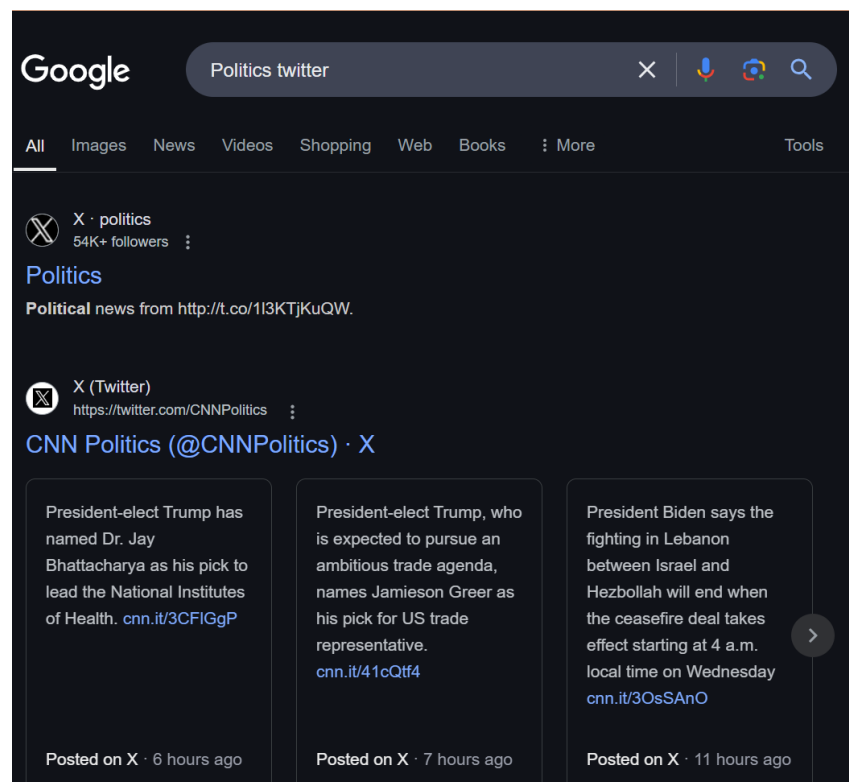 Google
Politics twitter
All Images News Videos Shopping Web Books More Tools
X · politics
54K+ followers
Politics
Political news from http://t.co/1l3KTjKuQW.
X (Twitter)
https://twitter.com/CNNPolitics
CNN Politics (@CNNPolitics) · X
President-elect Trump has
named Dr. Jay
Bhattacharya as his pick to
lead the National Institutes
of Health. cnn.it/3CFlGgP
Posted on X · 6 hours ago
President-elect Trump, who
is expected to pursue an
ambitious trade agenda,
names Jamieson Greer as
his pick for US trade
representative.
cnn.it/41cQtf4
Posted on X · 7 hours ago
President Biden says the
fighting in Lebanon
between Israel and
Hezbollah will end when
the ceasefire deal takes
effect starting at 4 a.m.
local time on Wednesday
cnn.it/3OsSAnO
Posted on X · 11 hours ago